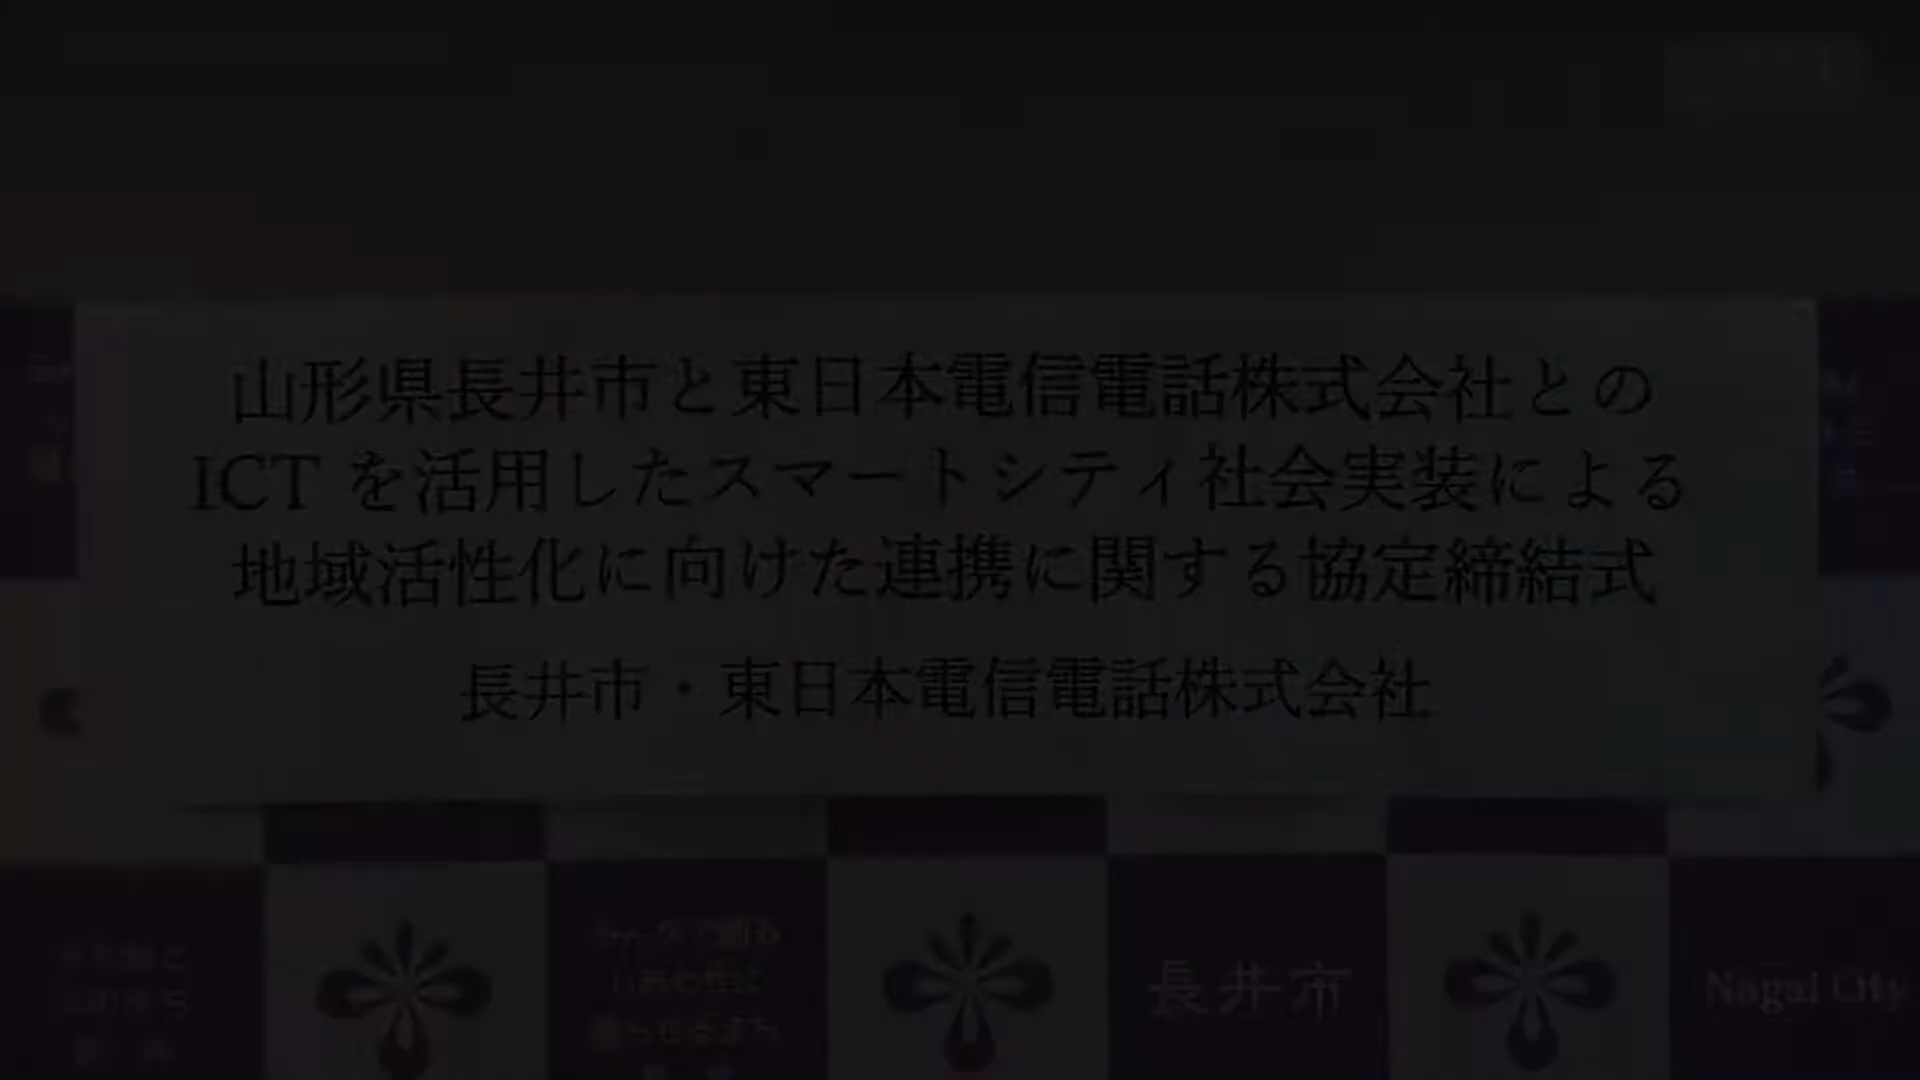 山形県長井市と東日本電信電話株式会社との
ICT を活用したスマートシティ社会実装による
地域活性化に向けた連携に関する協定締結式
長井市・東日本電信電話株式会社
長井市
Nagai City